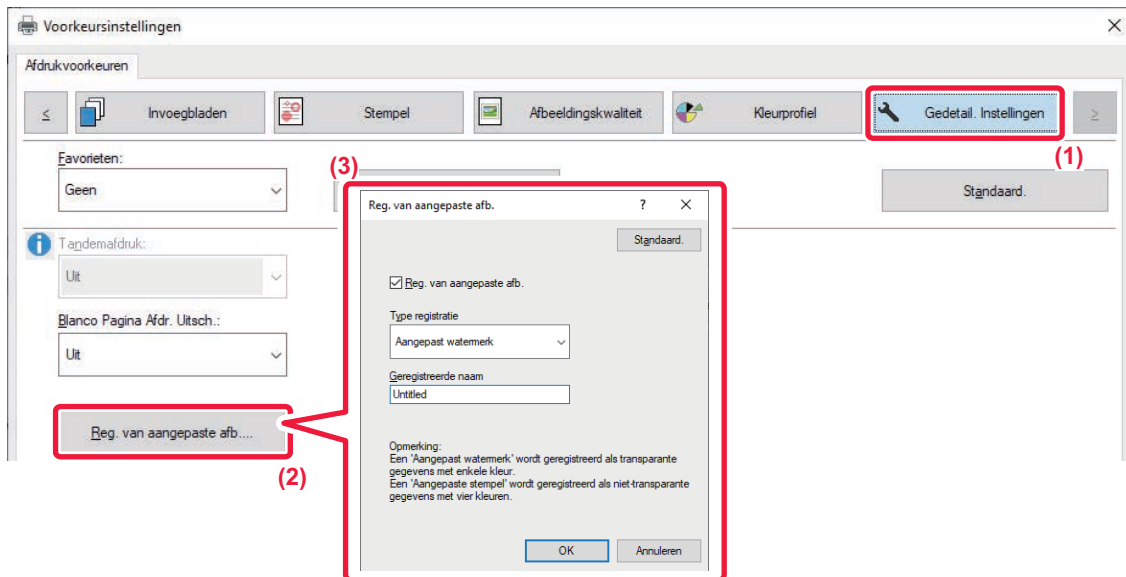 Voorkeursinstellingen
Afdrukvoorkeuren
< Invoegbladen Stempel Afbeeldingskwaliteit Kleurprofiel Gedetail. Instellingen >
(1)
Favorieten:
(3)
Geen
Standaard.
Reg. van aangepaste afb. ?
Standaard.
Tandemafdruk:
Uit
Reg. van aangepaste afb.
Blanco Pagina Afdr. Uitsch.:
Uit
Type registratie
Aangepast watermerk
Geregistreerde naam
Untitled
Reg. van aangepaste afb....
(2)
Opmerking:
Een 'Aangepast watermerk' wordt geregistreerd als transparante
gegevens met enkele kleur.
Een 'Aangepaste stempel' wordt geregistreerd als niet-transparante
gegevens met vier kleuren.
OK Annuleren